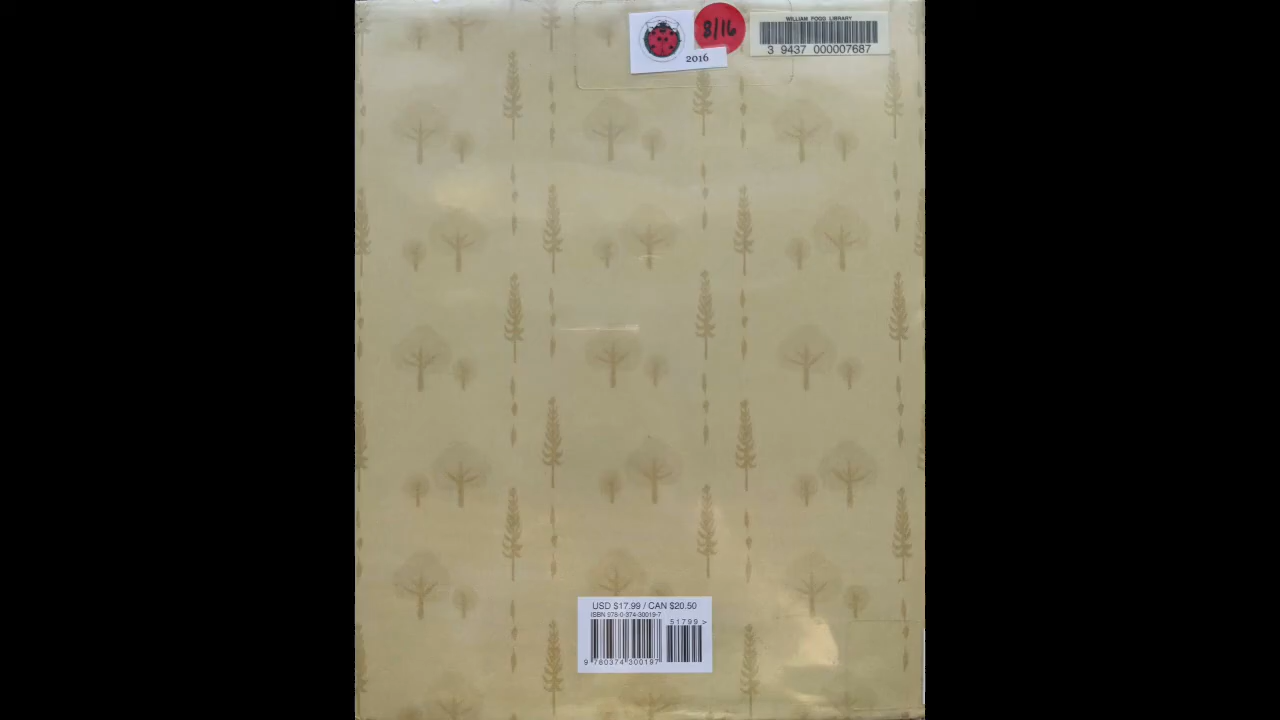 8/16
2016
WILLIAM FOGG LIBRARY
3 9437 000007687
USD $17.99 / CAN $20.50
ISBN 978-0-374-30019-7
51799 >
9 780374 300197